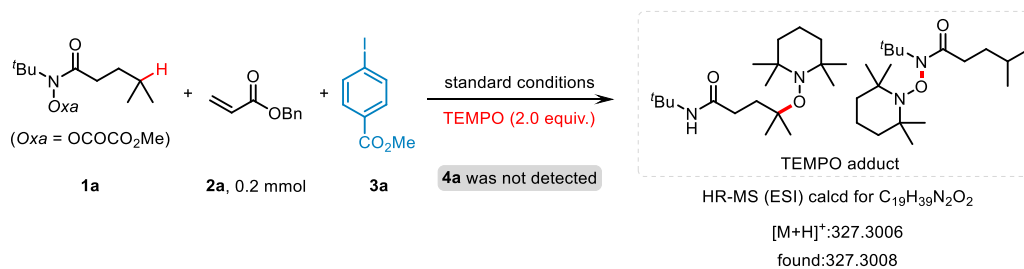 O
tBu
N
H
Oxa
(Oxa = OCOCO2Me)
1a
+
O
OBn
2a, 0.2 mmol
+
I
CO2Me
3a
standard conditions
TEMPO (2.0 equiv.)
4a was not detected
O
tBu
N
H
N
O
O
tBu
N
O
N
TEMPO adduct
HR-MS (ESI) calcd for C19H39N2O2
[M+H]+:327.3006
found:327.3008